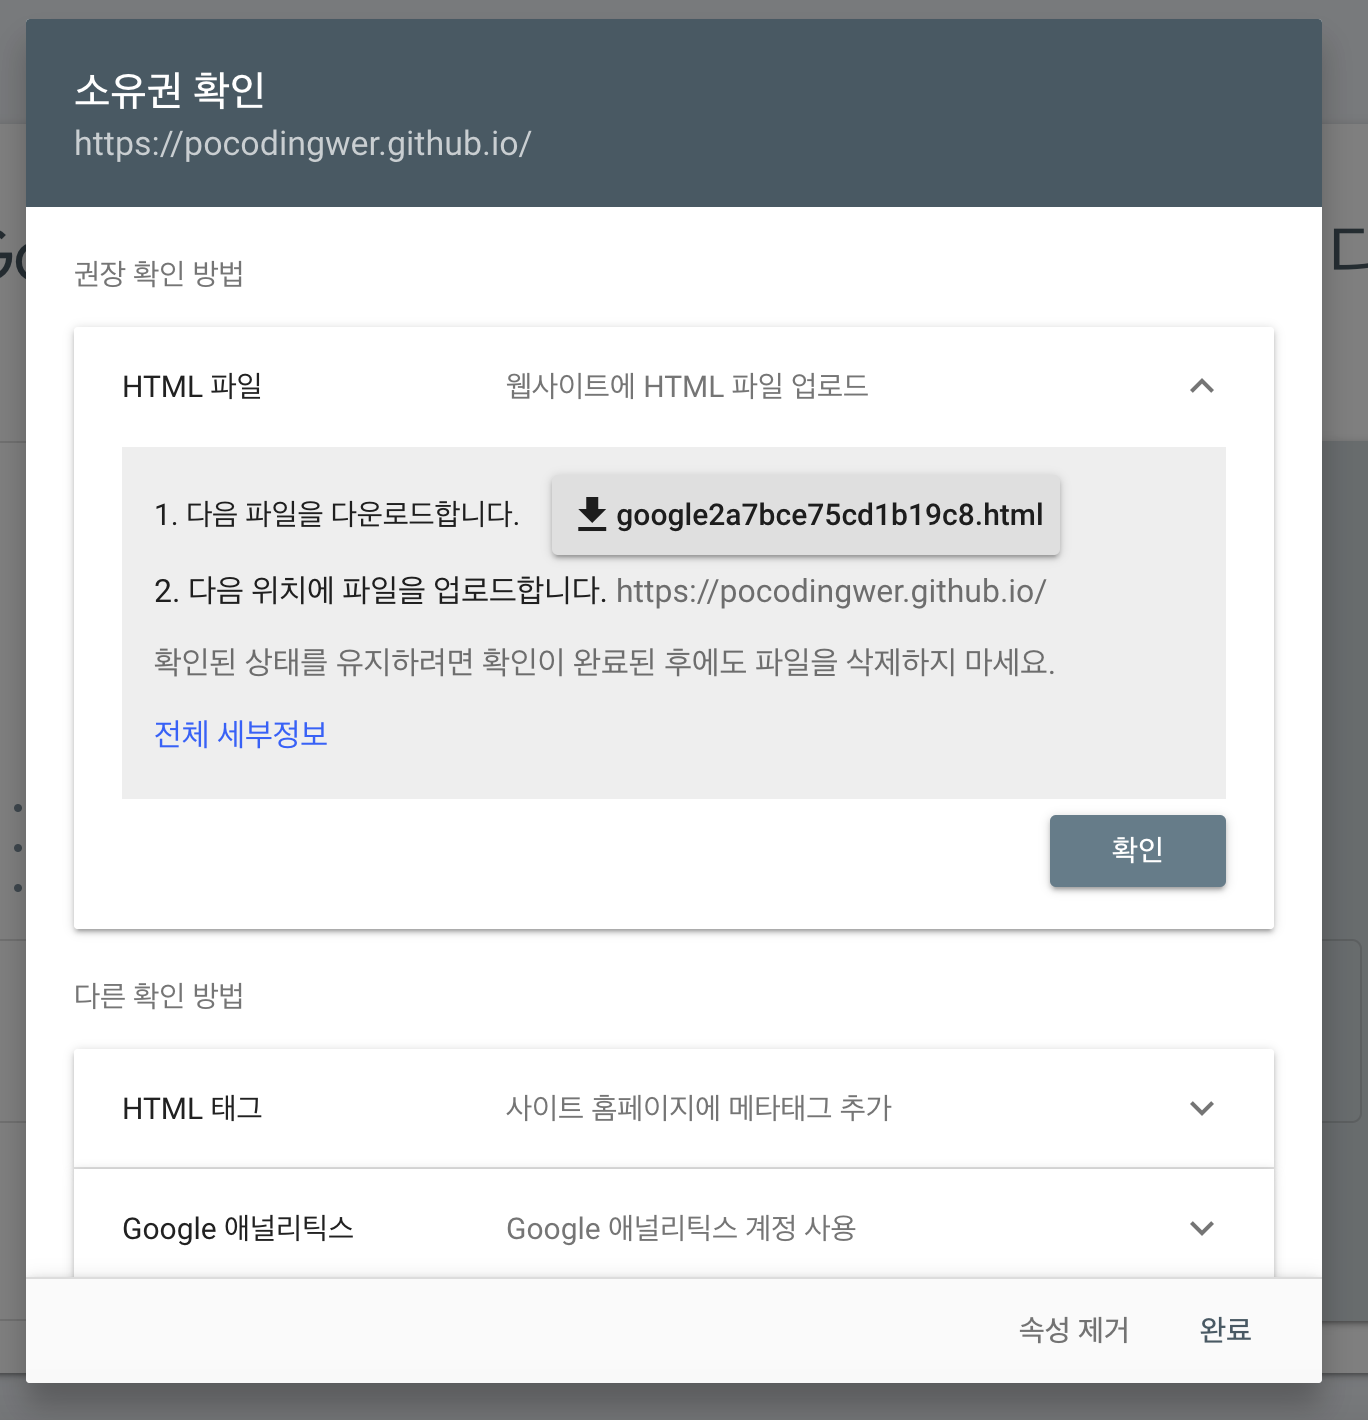 소유권 확인
https://pocodingwer.github.io/
권장 확인 방법
HTML 파일 웹사이트에 HTML 파일 업로드
1. 다음 파일을 다운로드합니다. google2a7bce75cd1b19c8.html
2. 다음 위치에 파일을 업로드합니다. https://pocodingwer.github.io/
확인된 상태를 유지하려면 확인이 완료된 후에도 파일을 삭제하지 마세요.
전체 세부정보
확인
다른 확인 방법
HTML 태그 사이트 홈페이지에 메타태그 추가
Google 애널리틱스 Google 애널리틱스 계정 사용
속성 제거 완료